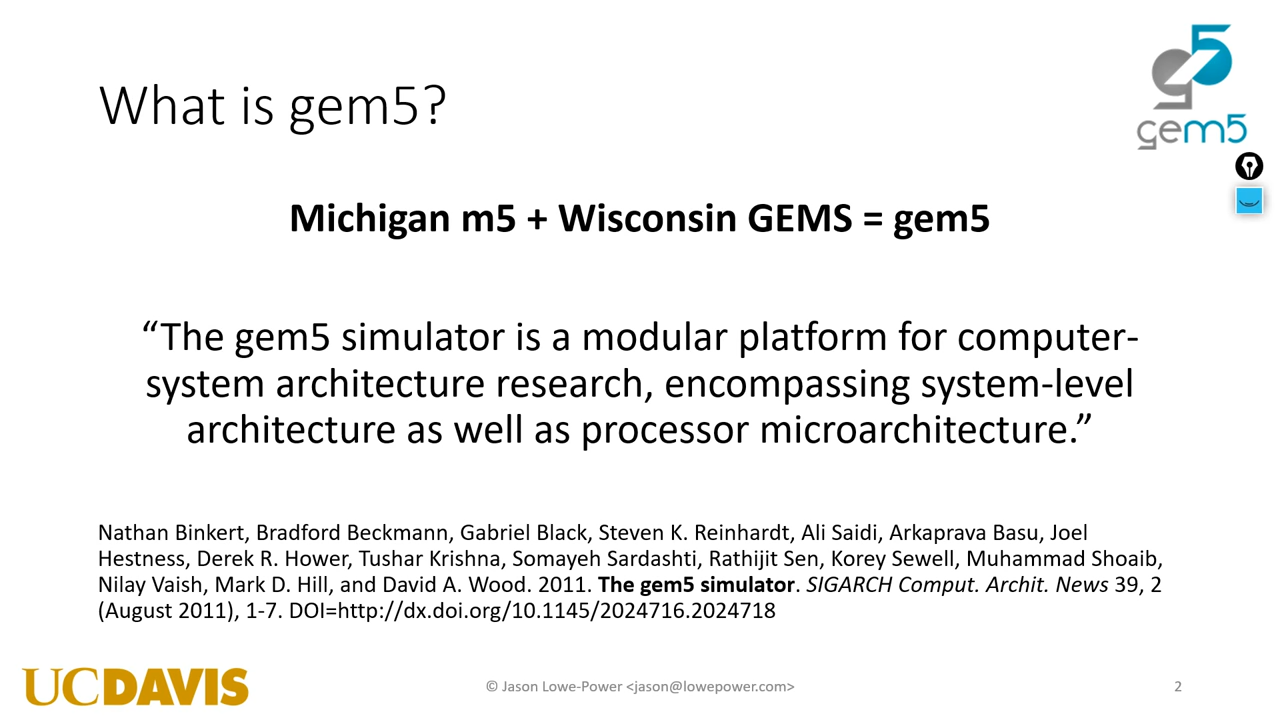 What is gem5?
gem5
Michigan m5 + Wisconsin GEMS = gem5
“The gem5 simulator is a modular platform for computer-
system architecture research, encompassing system-level
architecture as well as processor microarchitecture.”
Nathan Binkert, Bradford Beckmann, Gabriel Black, Steven K. Reinhardt, Ali Saidi, Arkaprava Basu, Joel
Hestness, Derek R. Hower, Tushar Krishna, Somayeh Sardashti, Rathijit Sen, Korey Sewell, Muhammad Shoaib,
Nilay Vaish, Mark D. Hill, and David A. Wood. 2011. The gem5 simulator. SIGARCH Comput. Archit. News 39, 2
(August 2011), 1-7. DOI=http://dx.doi.org/10.1145/2024716.2024718
UCDAVIS
© Jason Lowe-Power <jason@lowepower.com>
2